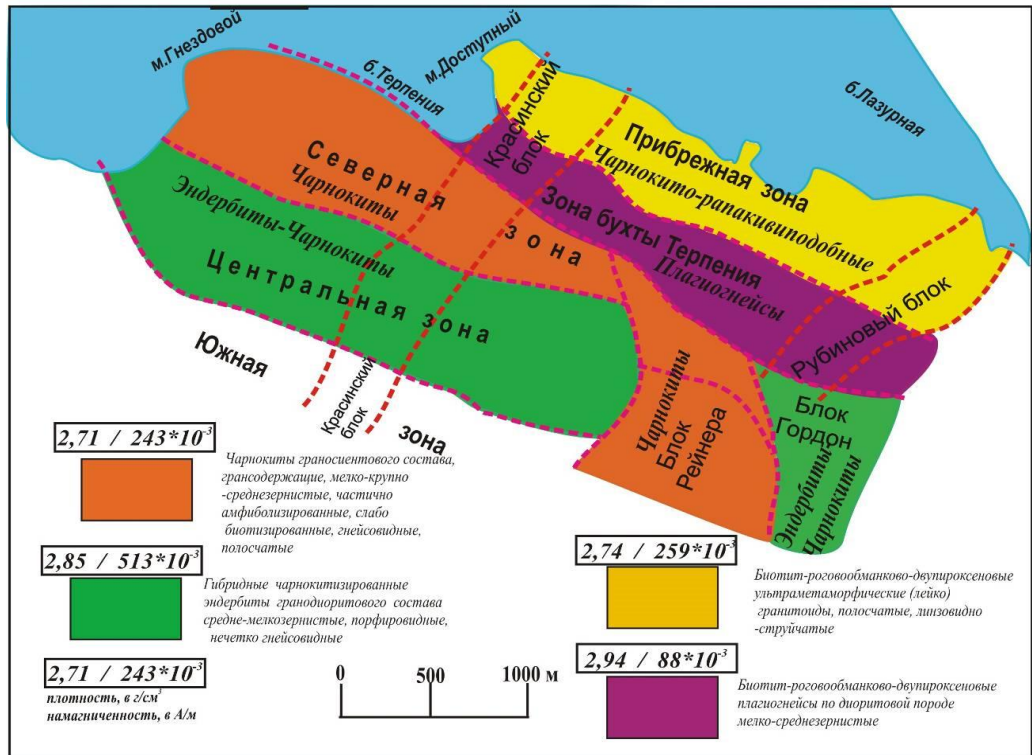 м.Гнездовой
б.Терпения
м.Доступный
б.Лазурная
Красинский
блок
Прибрежная зона
Чарнокито-рапакивиподобные
Северная
зона
Чарнокиты
Зона бухты Терпения
Плагиогнейсы
Эндербиты-Чарнокиты
Центральная зона
Рубиновый блок
Южная
зона
Красинский
блок
Чарнокиты
Блок
Рейнера
Блок
Гордон
Эндербиты
Чарнокиты
2,71 / 243*10-3
Чарнокиты граносиентового состава,
грансодержащие, мелко-крупно
-среднезернистые, частично
амфиболизированные, слабо
биотизированные, гнейсовидные,
полосчатые
2,85 / 513*10-3
Гибридные чарнокитизированные
эндербиты гранодиоритового состава
средне-мелкозернистые, порфировидные,
нечетко гнейсовидные
2,71 / 243*10-3
плотность, в г/см3
намагниченность, в А/м
0 500 1000 м
2,74 / 259*10-3
Биотит-роговообманково-двупироксеновые
ультраметаморфические (лейко)
гранитоиды, полосчатые, линзовидно
-струйчатые
2,94 / 88*10-3
Биотит-роговообманково-двупироксеновые
плагиогнейсы по диоритовой породе
мелко-среднезернистые